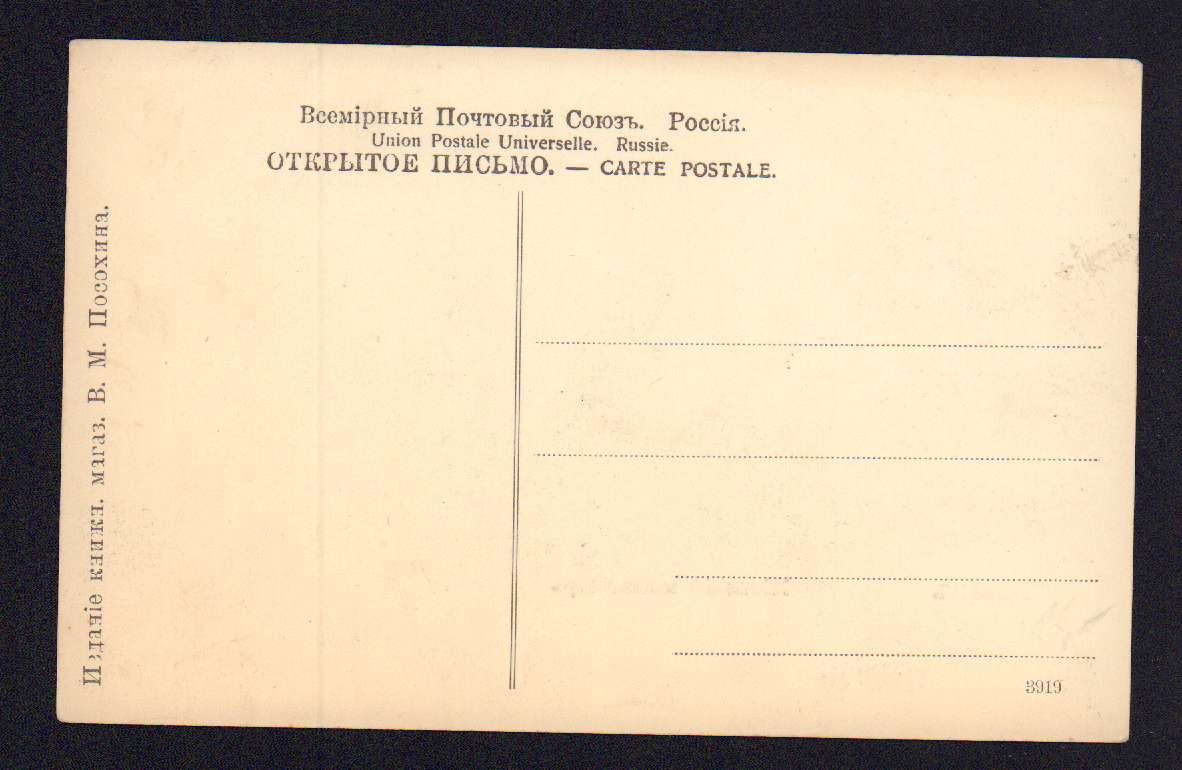 Всемірный Почтовый Союзъ. Россія.
Union Postale Universelle. Russie.
ОТКРЫТОЕ ПИСЬМО. — CARTE POSTALE.
Изданіе книжн. магаз. В. М. Посохина.
3919